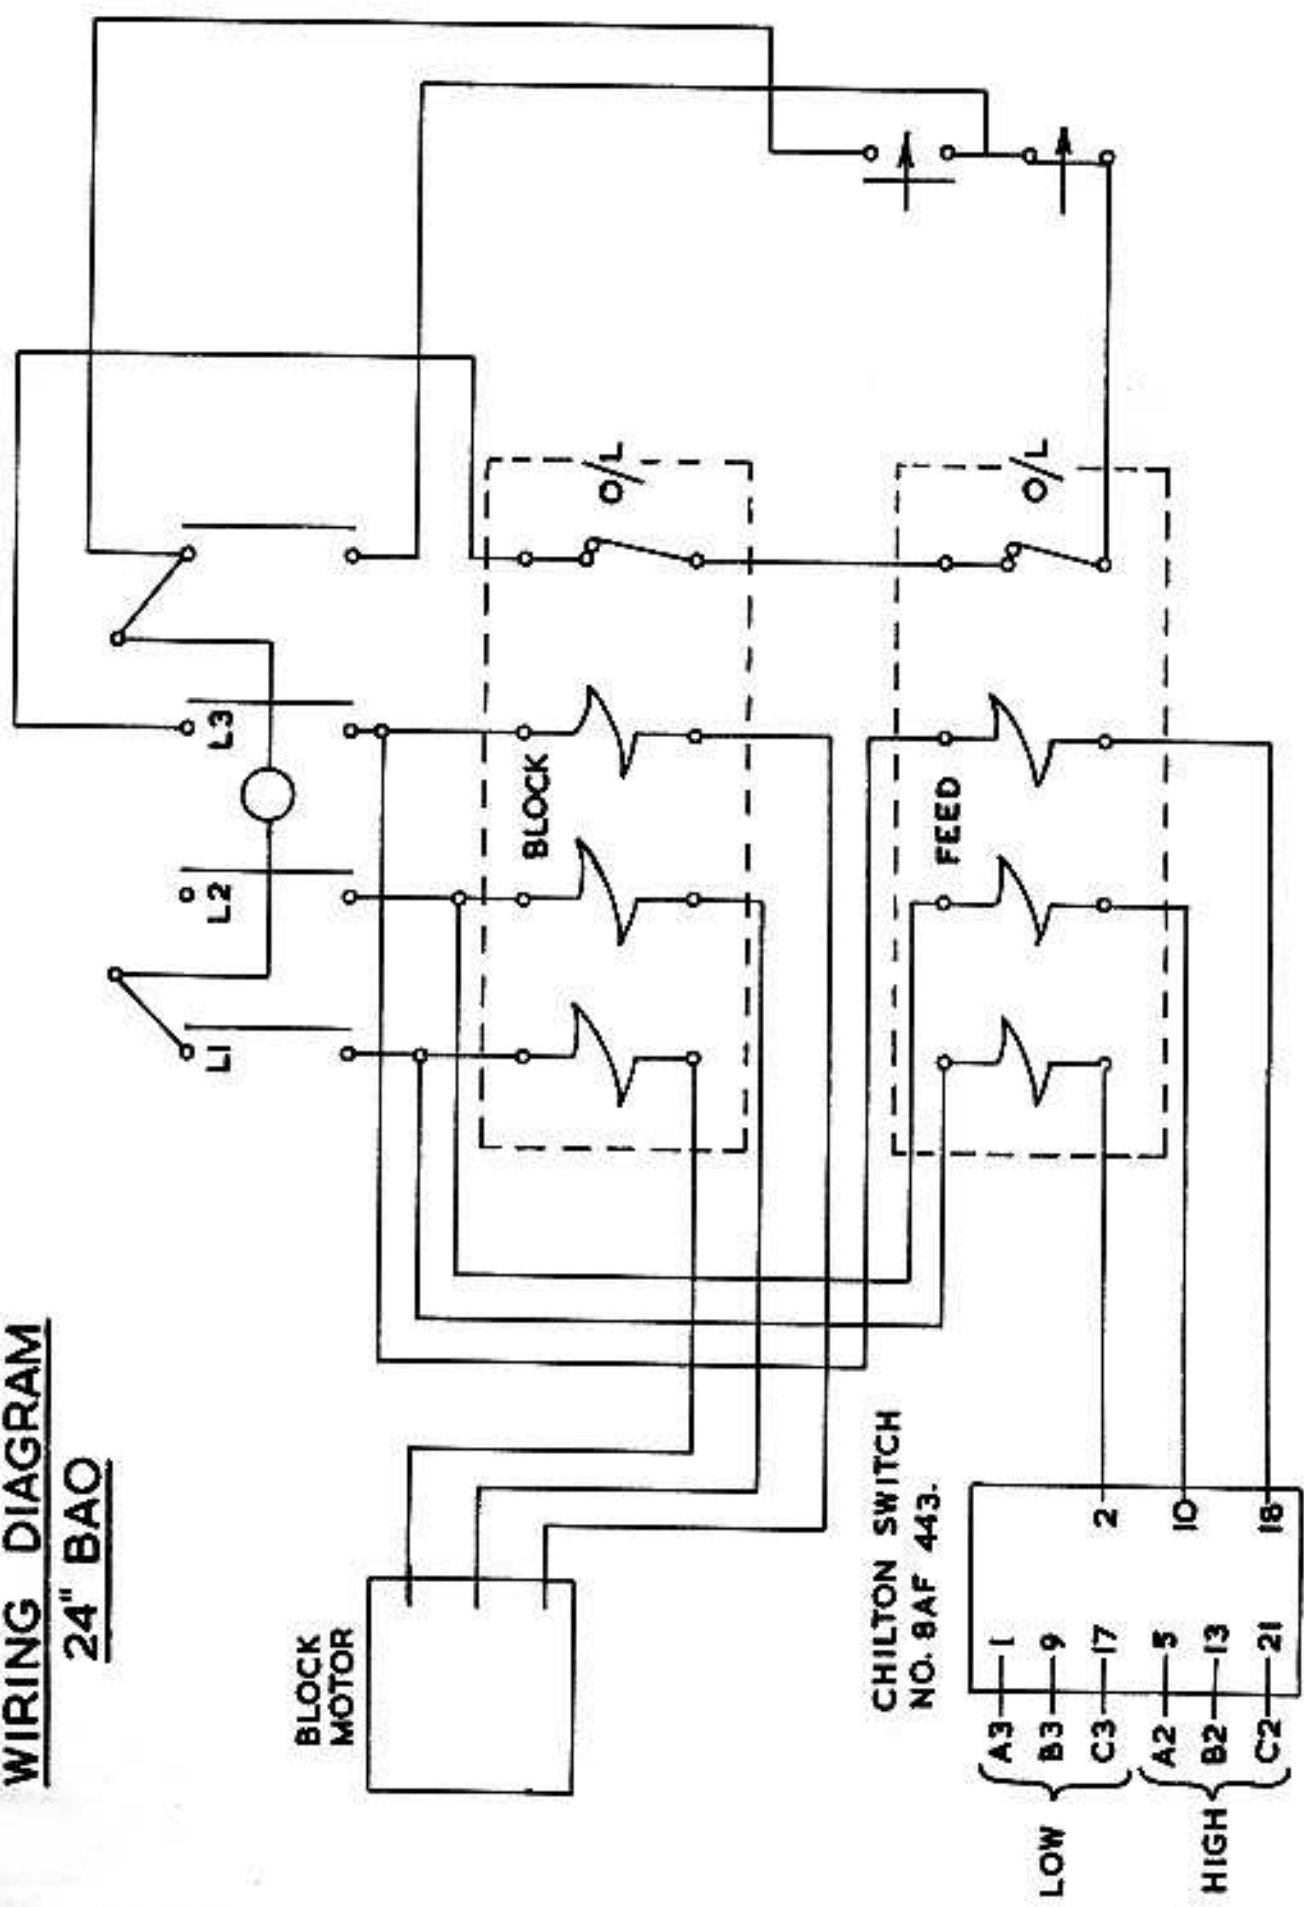 WIRING DIAGRAM
24" BAO
L1
L2
L3
BLOCK
O/L
FEED
O/L
BLOCK
MOTOR
CHILTON SWITCH
NO. 8AF 443.
LOW
A3 1
B3 9
C3 17
HIGH
A2 5
B2 13
C2 21
2
10
18